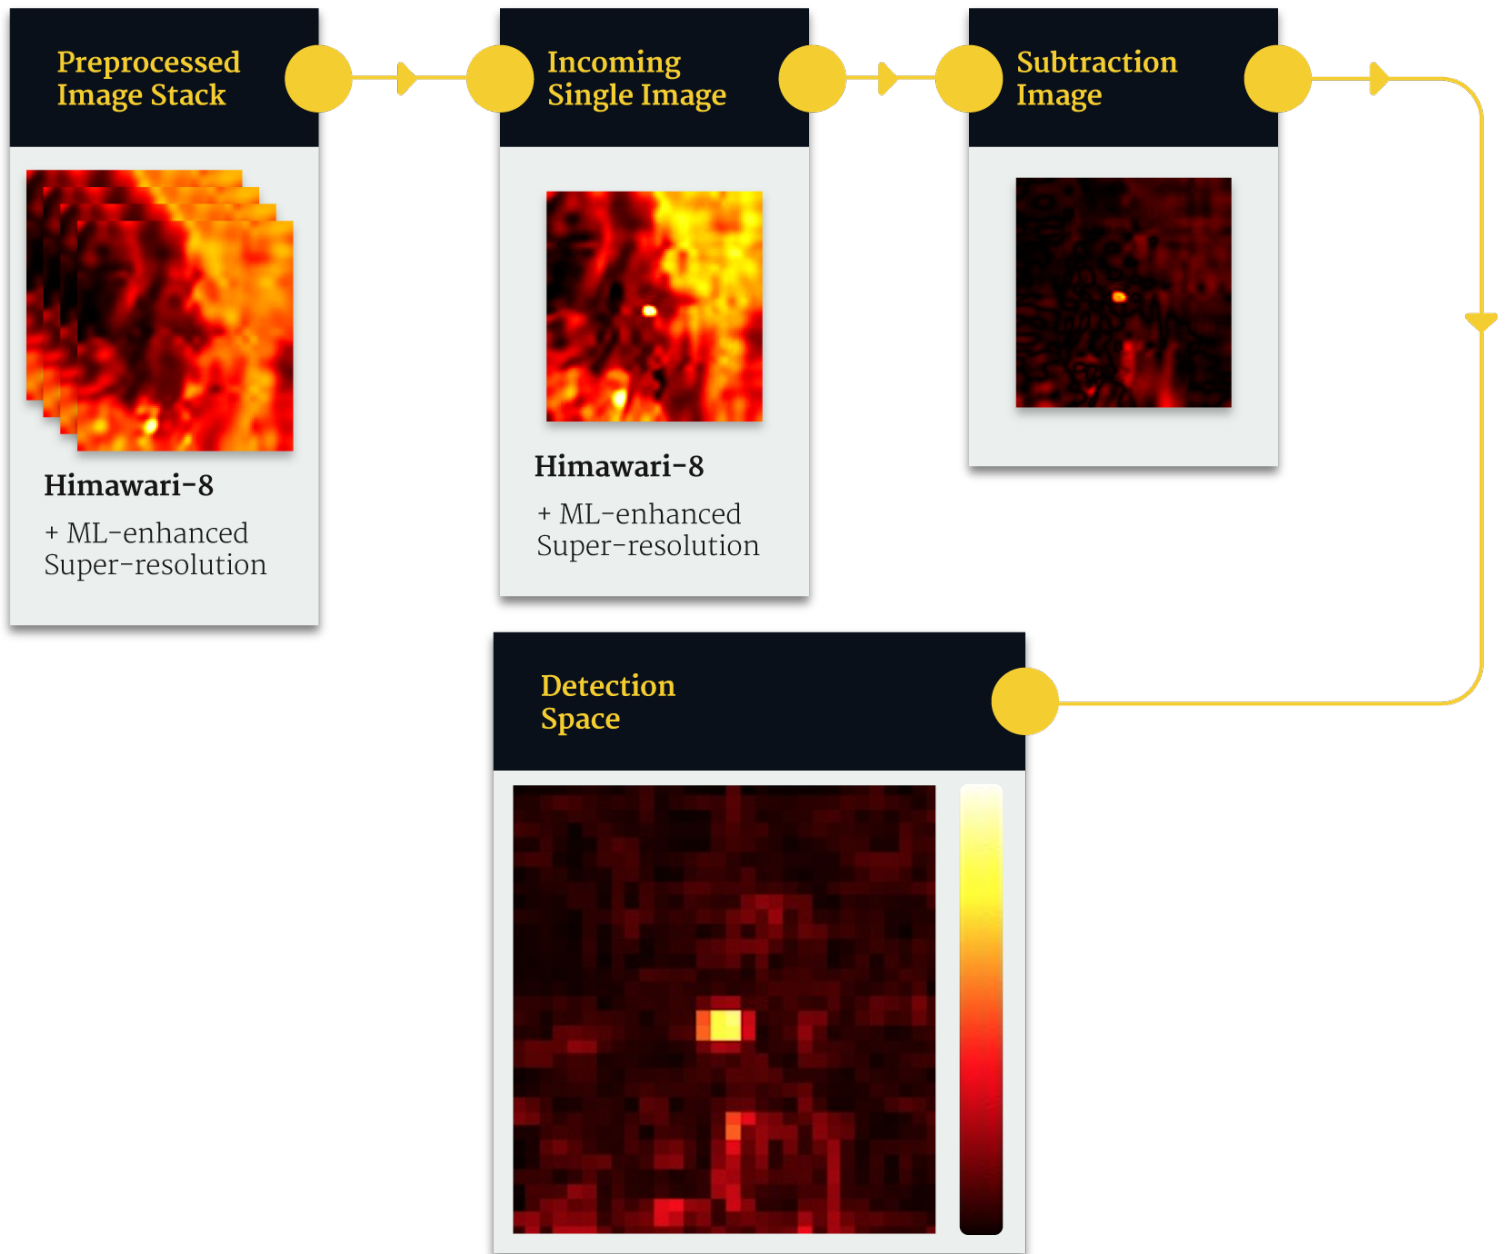 Preprocessed
Image Stack
Incoming
Single Image
Subtraction
Image
Himawari-8
+ ML-enhanced
Super-resolution
Himawari-8
+ ML-enhanced
Super-resolution
Detection
Space